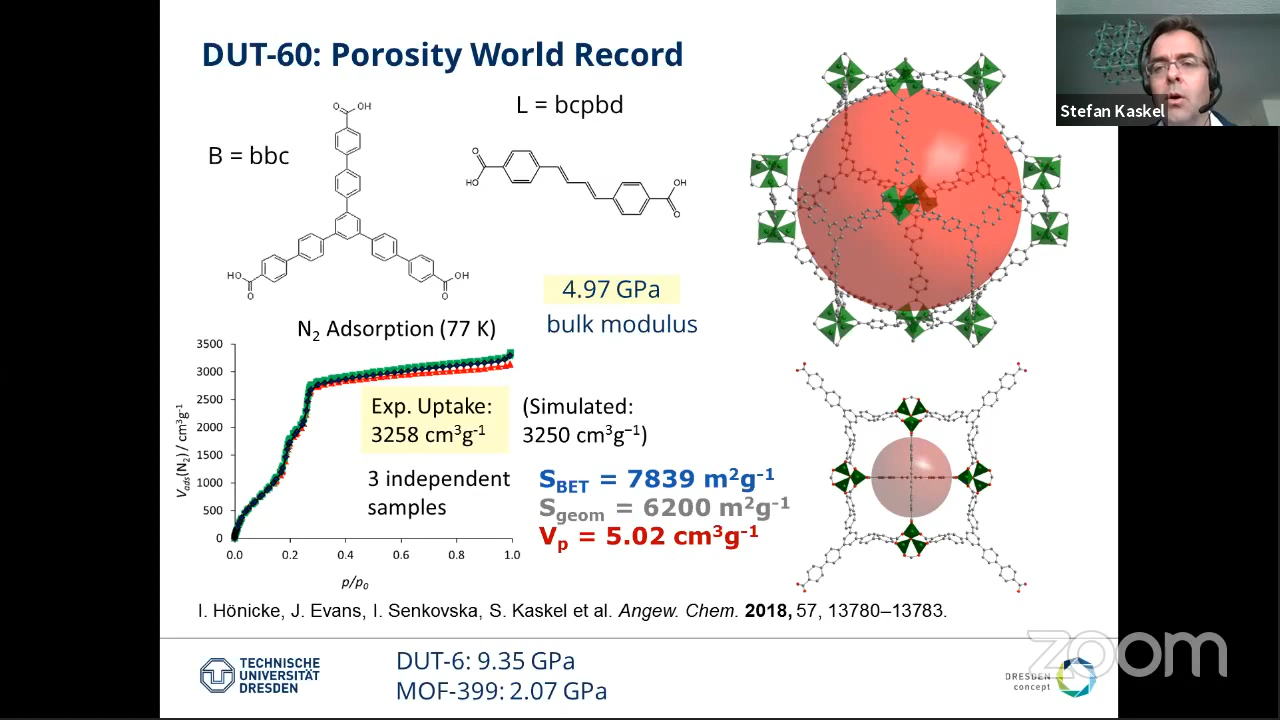 DUT-60: Porosity World Record
Stefan Kaskel
L = bcpbd
B = bbc
O
OH
O
HO
OH
O
HO
O
OH
O
4.97 GPa
bulk modulus
N₂ Adsorption (77 K)
Vads(N₂) / cm³g⁻¹
3500
3000
2500
2000
1500
1000
500
0
0.0 0.2 0.4 0.6 0.8 1.0
p/p₀
Exp. Uptake:
3258 cm³g⁻¹
(Simulated:
3250 cm³g⁻¹)
3 independent
samples
S_BET = 7839 m²g⁻¹
S_geom = 6200 m²g⁻¹
Vₚ = 5.02 cm³g⁻¹
I. Hönicke, J. Evans, I. Senkovska, S. Kaskel et al. Angew. Chem. 2018, 57, 13780–13783.
TECHNISCHE
UNIVERSITÄT
DRESDEN
DUT-6: 9.35 GPa
MOF-399: 2.07 GPa
zoom
DRESDEN
concept